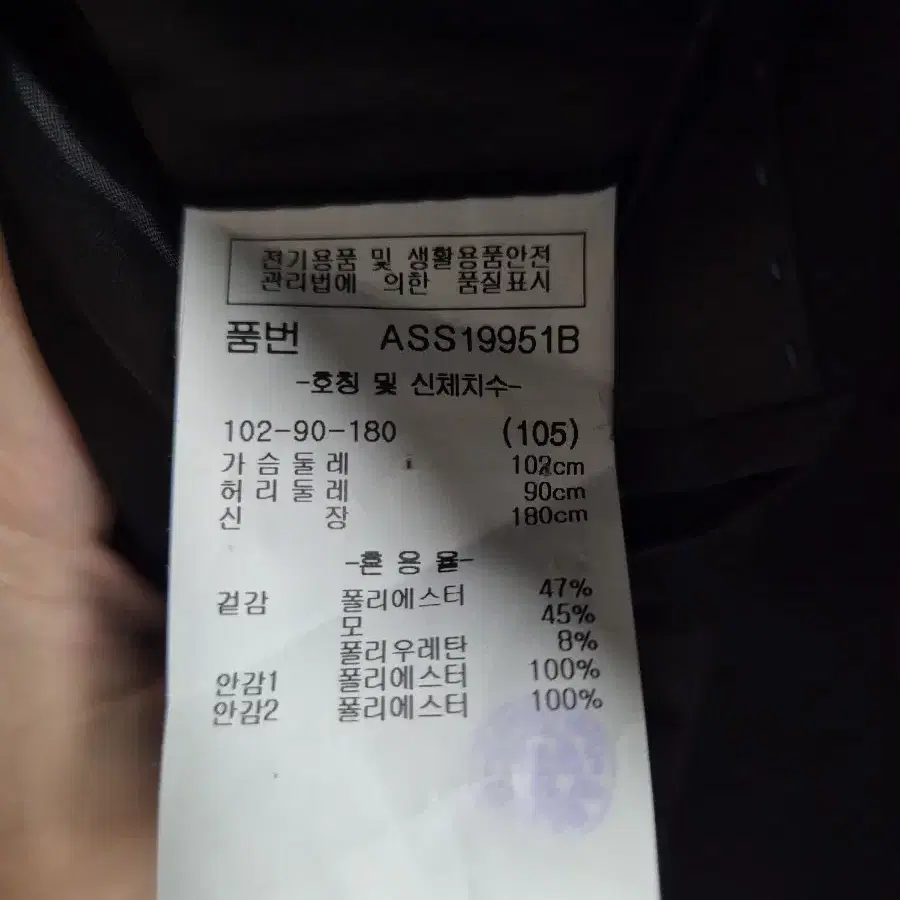 전기용품 및 생활용품안전
관리법에 의한 품질표시
품번 ASS19951B
-호칭 및 신체치수-
102-90-180 (105)
가슴둘레 102cm
허리둘레 90cm
신장 180cm
-혼용율-
겉감 폴리에스터 47%
모 45%
폴리우레탄 8%
안감1 폴리에스터 100%
안감2 폴리에스터 100%